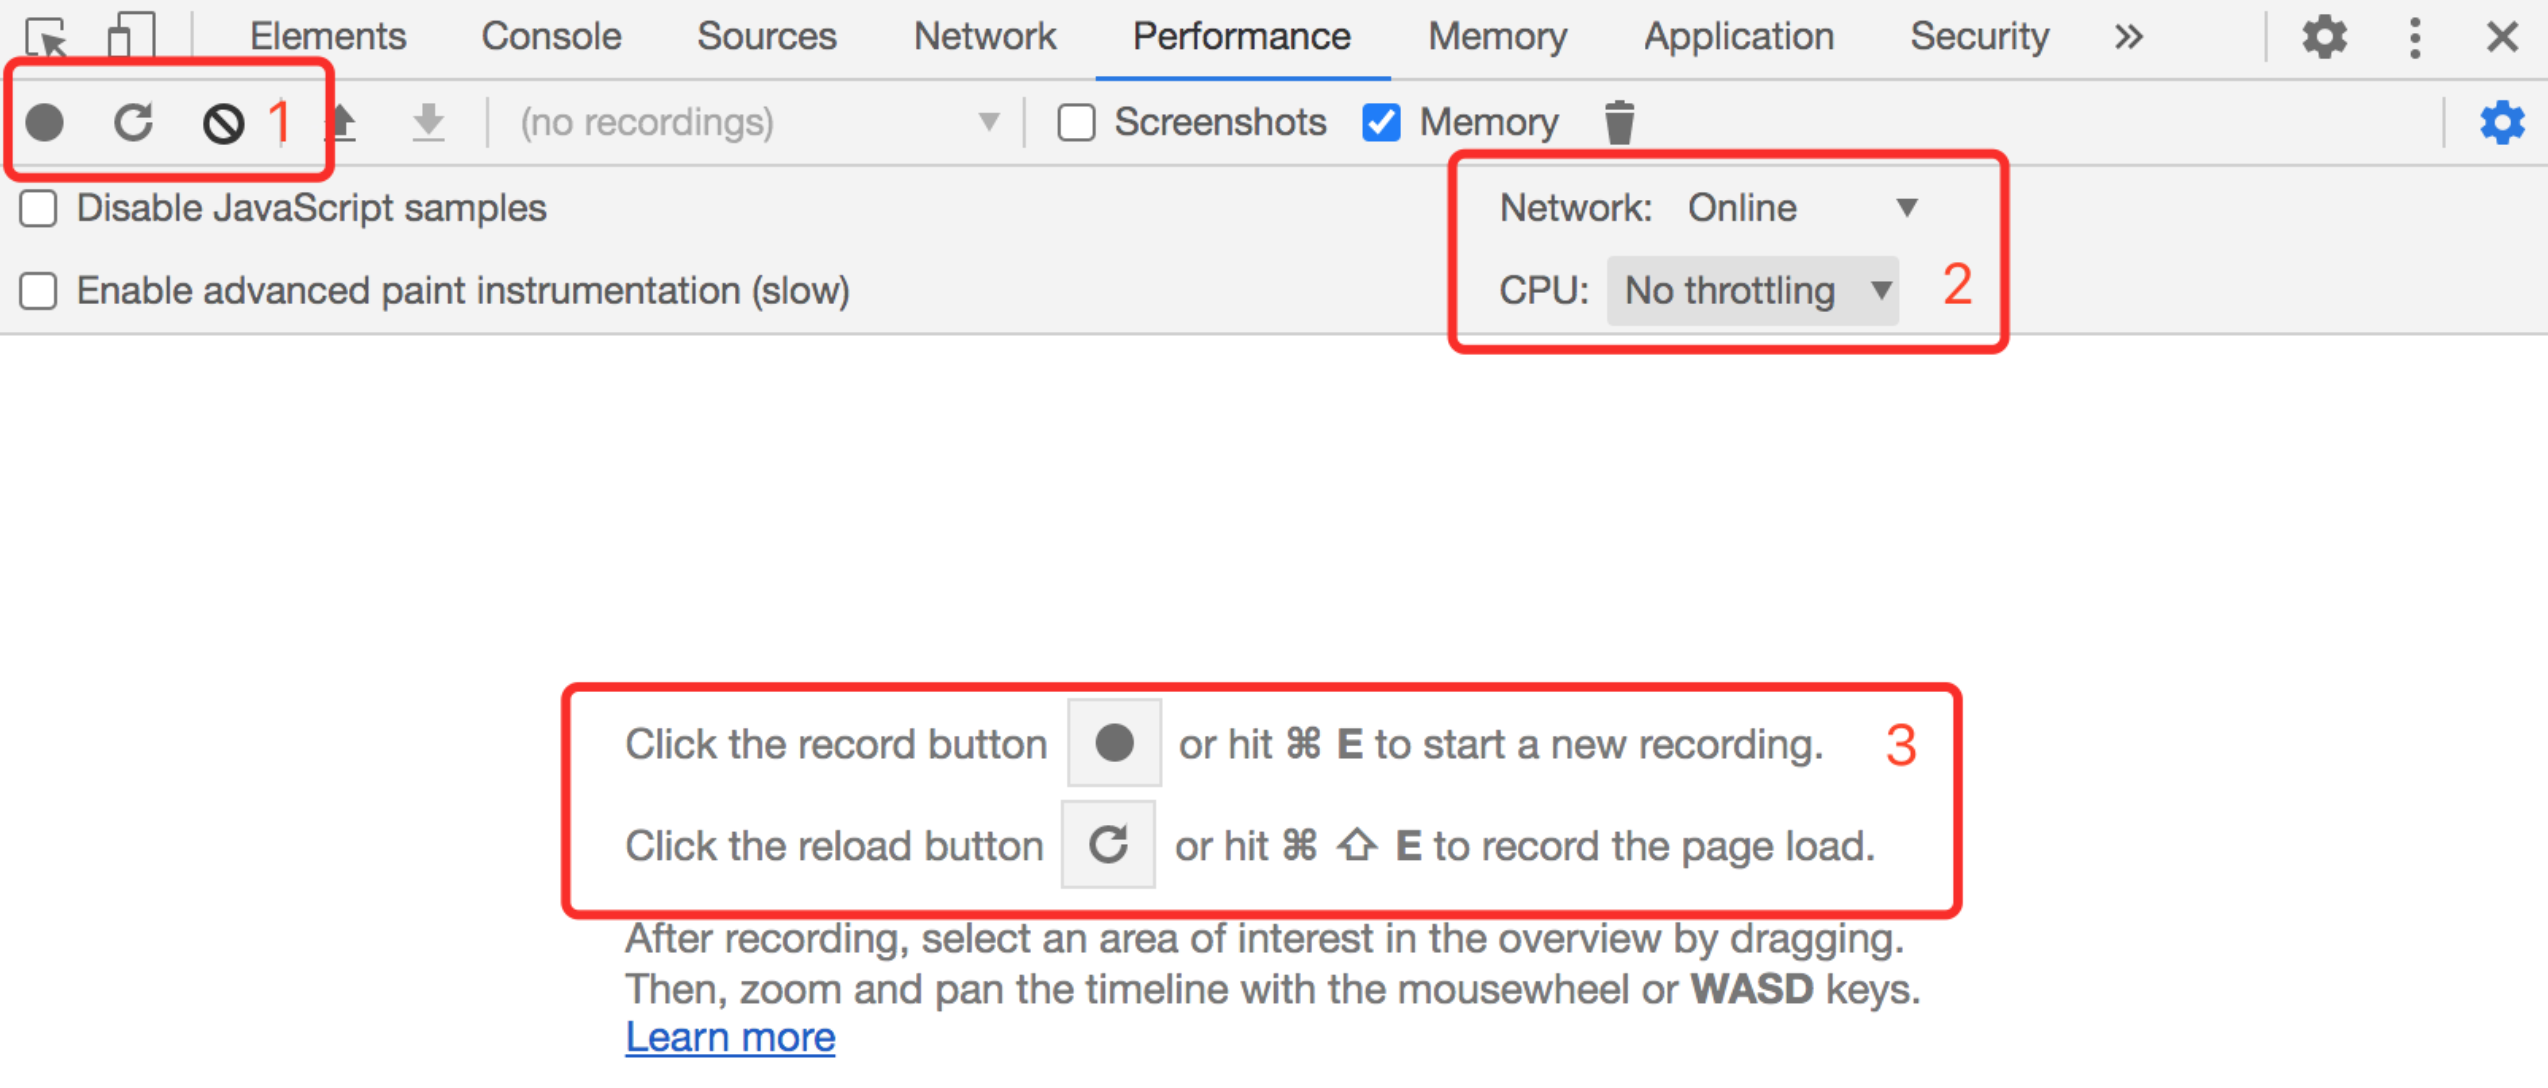 Elements Console Sources Network Performance Memory Application Security »
1 (no recordings) Screenshots Memory
Disable JavaScript samples Network: Online
Enable advanced paint instrumentation (slow) CPU: No throttling 2
Click the record button or hit ⌘ E to start a new recording. 3
Click the reload button or hit ⌘ ⇧ E to record the page load.
After recording, select an area of interest in the overview by dragging.
Then, zoom and pan the timeline with the mousewheel or WASD keys.
Learn more